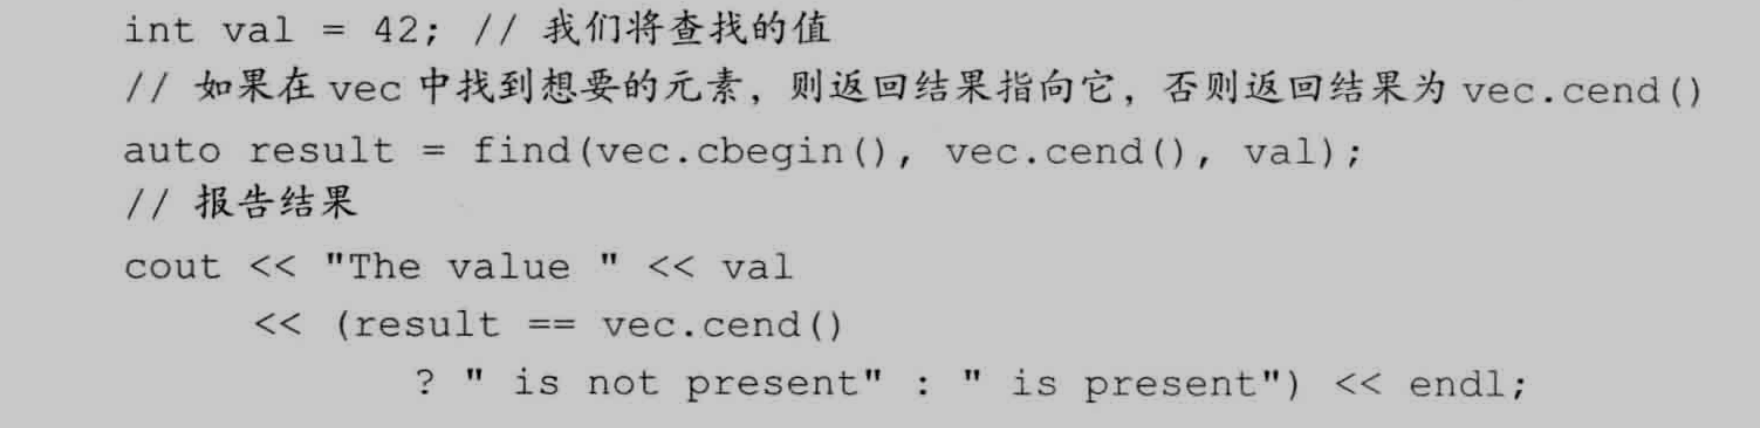 int val = 42; // 我们将查找的值
// 如果在 vec 中找到想要的元素，则返回结果指向它，否则返回结果为 vec.cend()
auto result = find(vec.cbegin(), vec.cend(), val);
// 报告结果
cout << "The value " << val
<< (result == vec.cend()
? " is not present" : " is present") << endl;